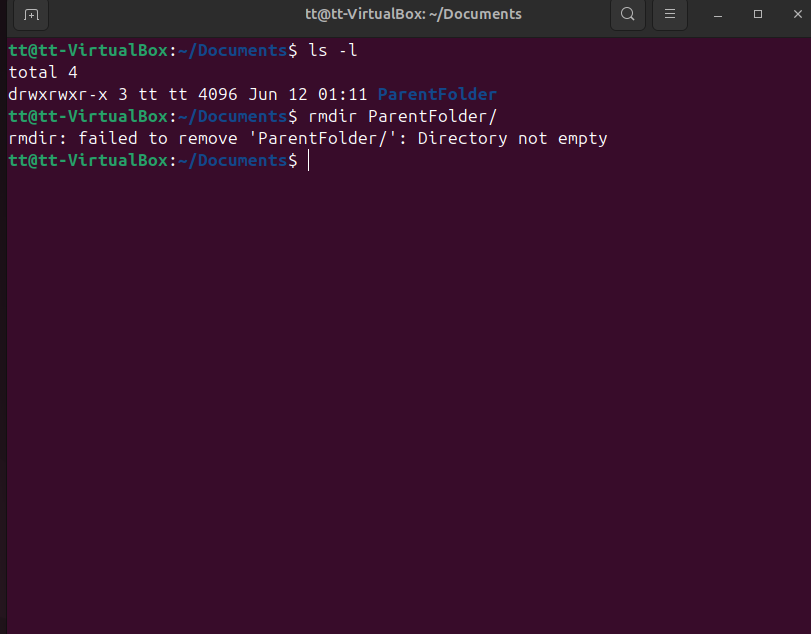 tt@tt-VirtualBox: ~/Documents
tt@tt-VirtualBox:~/Documents$ ls -l
total 4
drwxrwxr-x 3 tt tt 4096 Jun 12 01:11 ParentFolder
tt@tt-VirtualBox:~/Documents$ rmdir ParentFolder/
rmdir: failed to remove 'ParentFolder/': Directory not empty
tt@tt-VirtualBox:~/Documents$